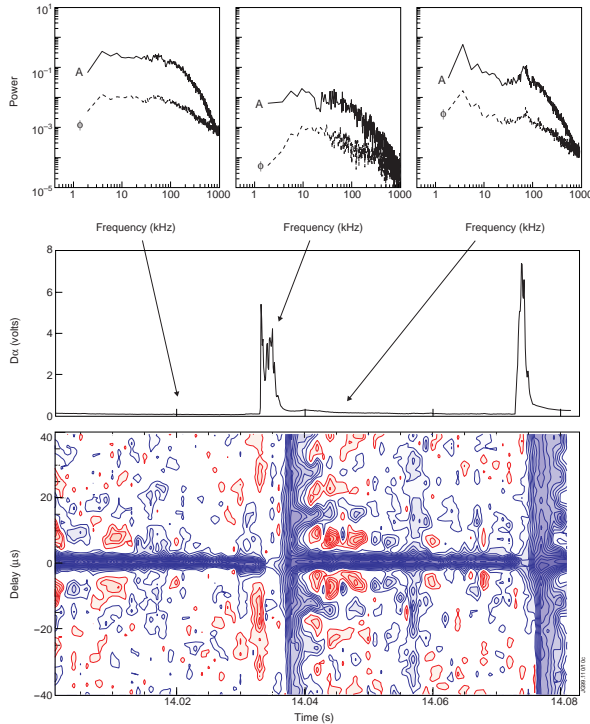 10¹
10⁻¹
10⁻³
10⁻⁵
Power
A
ϕ
1 10 100 1000
A
ϕ
1 10 100 1000
A
ϕ
1 10 100 1000
Frequency (kHz) Frequency (kHz) Frequency (kHz)
8
6
4
2
0
Dα (volts)
40
20
0
−20
−40
Delay (μs)
14.02 14.04 14.06 14.08
Time (s)